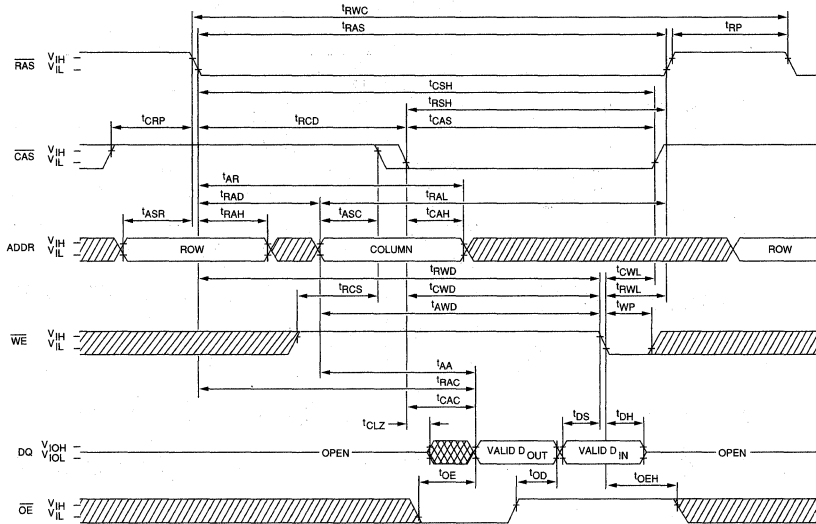 tRWC
tRAS tRP
RAS VIH
VIL
tCSH
tRSH
tCRP tRCD tCAS
CAS VIH
VIL
tAR
tRAD tRAL
tASR tRAH tASC tCAH
ADDR VIH
VIL
ROW COLUMN ROW
tRWD tCWL
tRCS tCWD tRWL
tAWD tWP
WE VIH
VIL
tAA
tRAC
tCAC
tCLZ tDS tDH
DQ VIOH
VIOL
OPEN VALID DOUT VALID DIN OPEN
tOE tOD tOEH
OE VIH
VIL